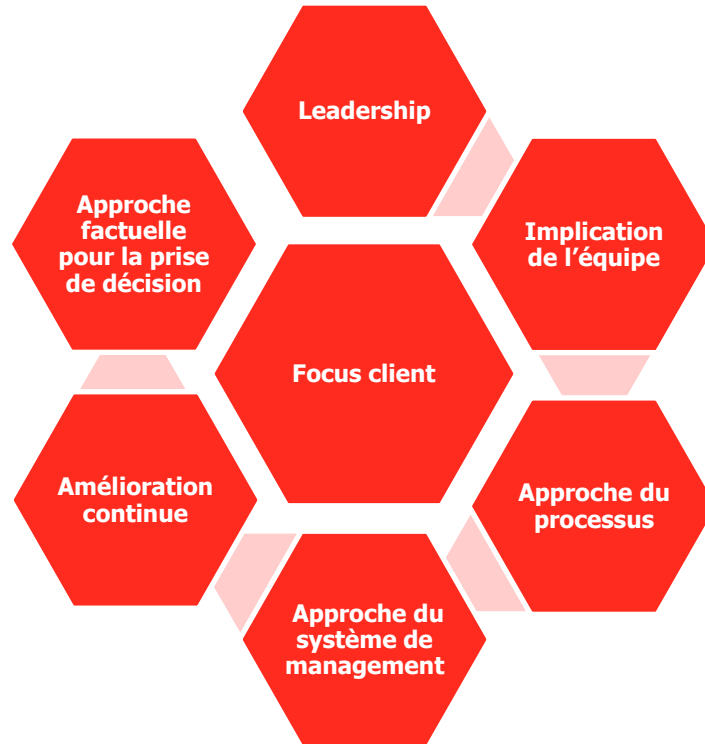 Leadership
Approche
factuelle
pour la prise
de décision
Implication
de l’équipe
Focus client
Amélioration
continue
Approche du
processus
Approche du
système de
management